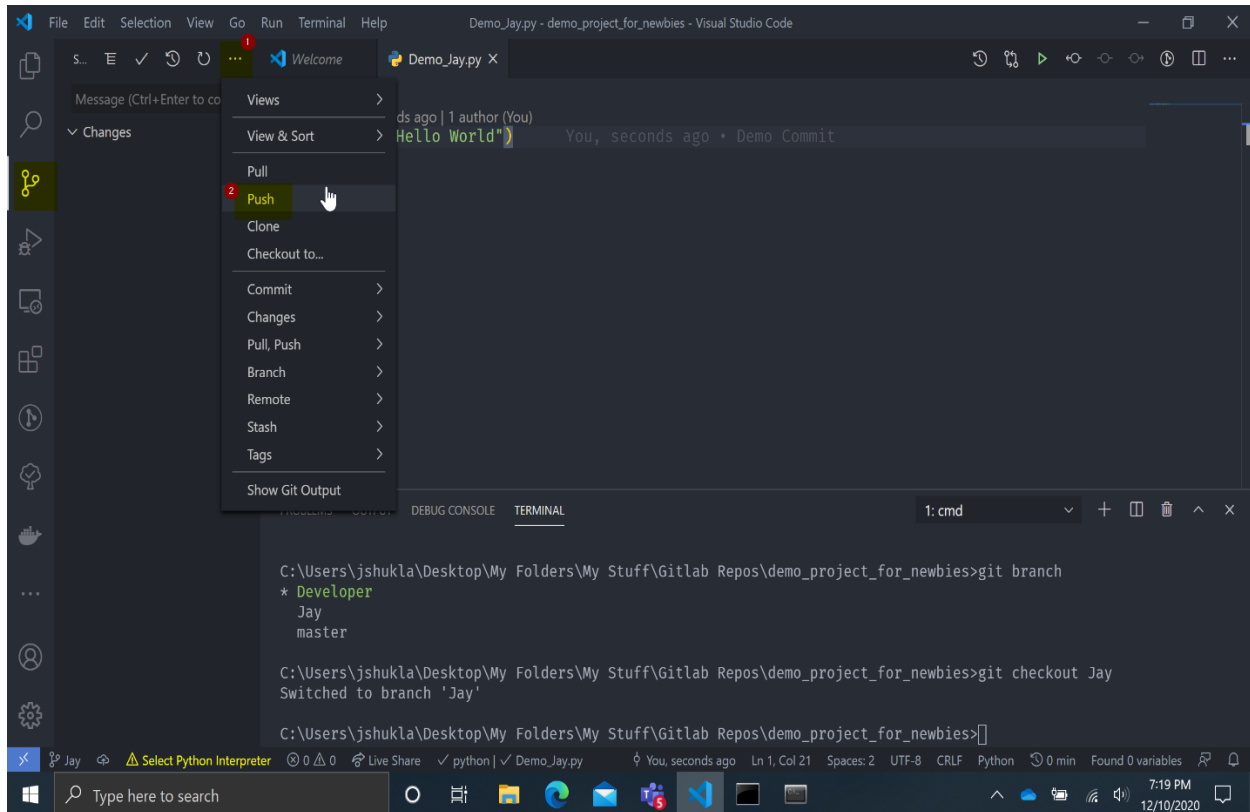 File Edit Selection View Go Run Terminal Help Demo_Jay.py - demo_project_for_newbies - Visual Studio Code
1
S... Welcome Demo_Jay.py
Message (Ctrl+Enter to co
Changes
Views
ds ago | 1 author (You)
View & Sort
Hello World") You, seconds ago • Demo Commit
Pull
2
Push
Clone
Checkout to...
Commit
Changes
Pull, Push
Branch
Remote
Stash
Tags
Show Git Output
DEBUG CONSOLE TERMINAL 1: cmd
C:\Users\jshukla\Desktop\My Folders\My Stuff\Gitlab Repos\demo_project_for_newbies>git branch
* Developer
Jay
master
C:\Users\jshukla\Desktop\My Folders\My Stuff\Gitlab Repos\demo_project_for_newbies>git checkout Jay
Switched to branch 'Jay'
C:\Users\jshukla\Desktop\My Folders\My Stuff\Gitlab Repos\demo_project_for_newbies>
Jay Select Python Interpreter 0 0 Live Share python | Demo_Jay.py You, seconds ago Ln 1, Col 21 Spaces: 2 UTF-8 CRLF Python 0 min Found 0 variables
Type here to search
7:19 PM
12/10/2020